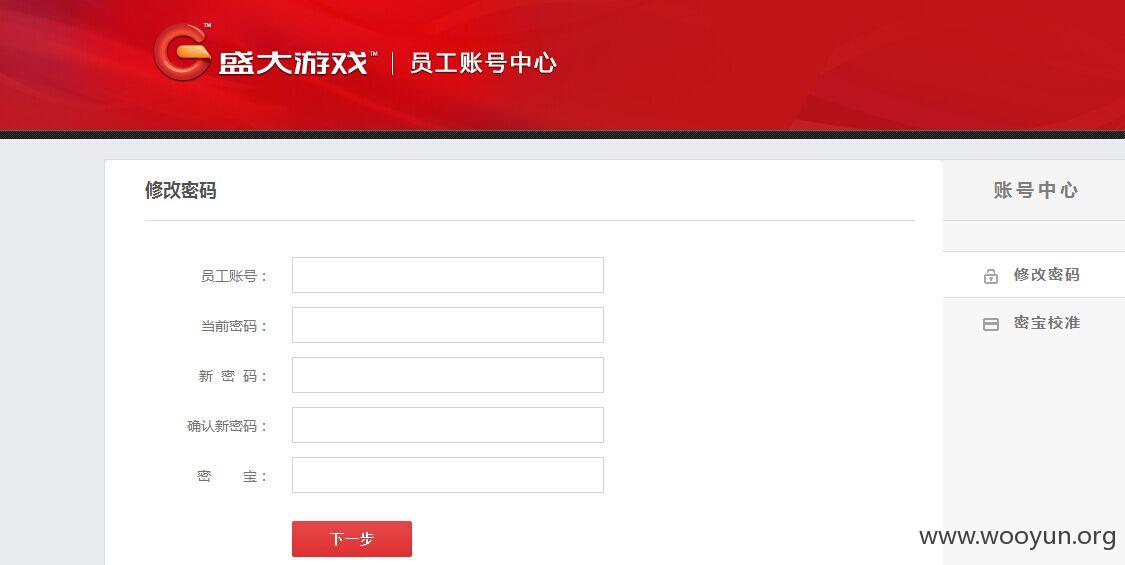 盛大游戏™ | 员工账号中心
修改密码
员工账号：
当前密码：
新 密 码：
确认新密码：
密 宝：
下一步
账号中心
修改密码
密宝校准
www.wooyun.org